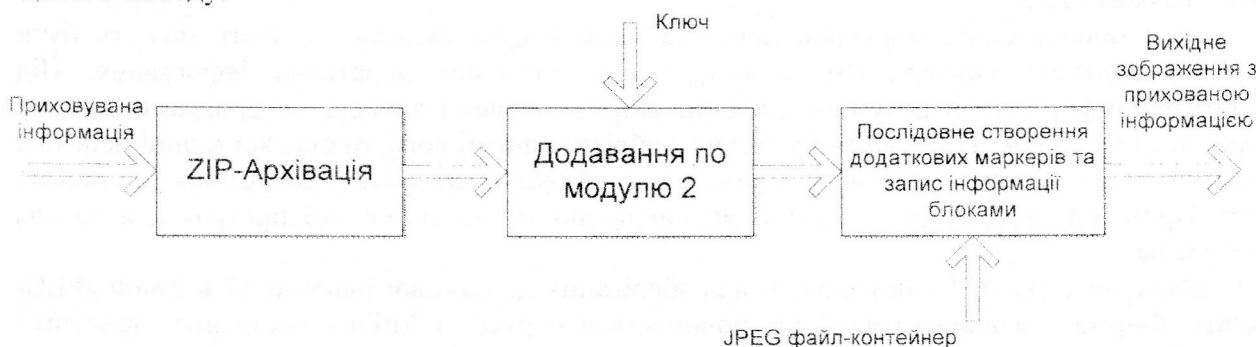 Ключ
Вихідне
зображення з
прихованою
інформацією
Приховувана
інформація
ZIP-Архівація
Додавання по
модулю 2
Послідовне створення
додаткових маркерів та
запис інформації
блоками
JPEG файл-контейнер